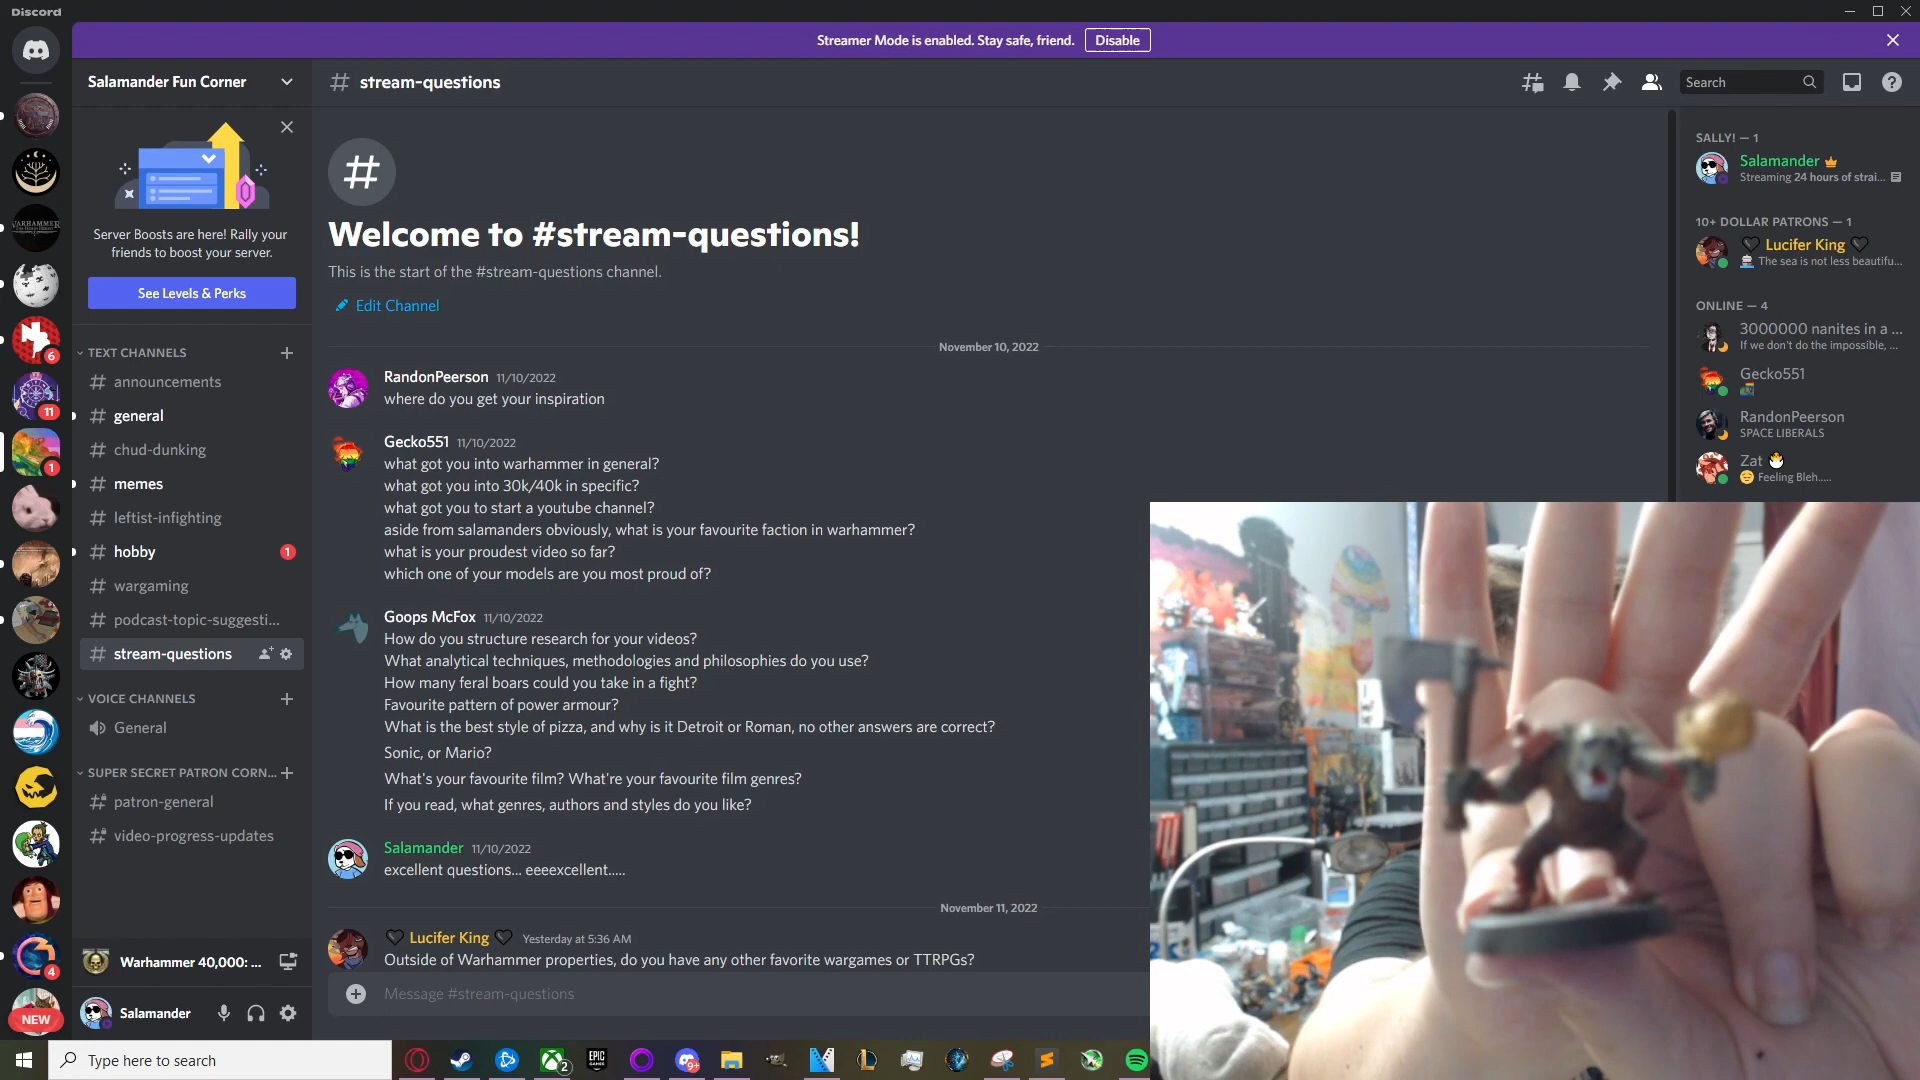 Discord
Streamer Mode is enabled. Stay safe, friend.
Disable
Salamander Fun Corner
stream-questions
Search
Server Boosts are here! Rally your
friends to boost your server.
See Levels & Perks
TEXT CHANNELS
announcements
general
chud-dunking
memes
leftist-infighting
hobby
1
wargaming
podcast-topic-suggesti...
stream-questions
VOICE CHANNELS
General
SUPER SECRET PATRON CORN...
patron-general
video-progress-updates
Warhammer 40,000: ...
Salamander
6
11
1
4
NEW
Welcome to #stream-questions!
This is the start of the #stream-questions channel.
Edit Channel
November 10, 2022
RandonPeerson 11/10/2022
where do you get your inspiration
Gecko551 11/10/2022
what got you into warhammer in general?
what got you into 30k/40k in specific?
what got you to start a youtube channel?
aside from salamanders obviously, what is your favourite faction in warhammer?
what is your proudest video so far?
which one of your models are you most proud of?
Goops McFox 11/10/2022
How do you structure research for your videos?
What analytical techniques, methodologies and philosophies do you use?
How many feral boars could you take in a fight?
Favourite pattern of power armour?
What is the best style of pizza, and why is it Detroit or Roman, no other answers are correct?
Sonic, or Mario?
What's your favourite film? What're your favourite film genres?
If you read, what genres, authors and styles do you like?
Salamander 11/10/2022
excellent questions... eeeexcellent.....
November 11, 2022
Lucifer King Yesterday at 5:36 AM
Outside of Warhammer properties, do you have any other favorite wargames or TTRPGs?
Message #stream-questions
SALLY! — 1
Salamander
Streaming 24 hours of strai...
10+ DOLLAR PATRONS — 1
Lucifer King
The sea is not less beautifu...
ONLINE — 4
3000000 nanites in a ...
If we don't do the impossible, ...
Gecko551
RandonPeerson
SPACE LIBERALS
Zat
Feeling Bleh.....
Type here to search
2
EPIC
9+